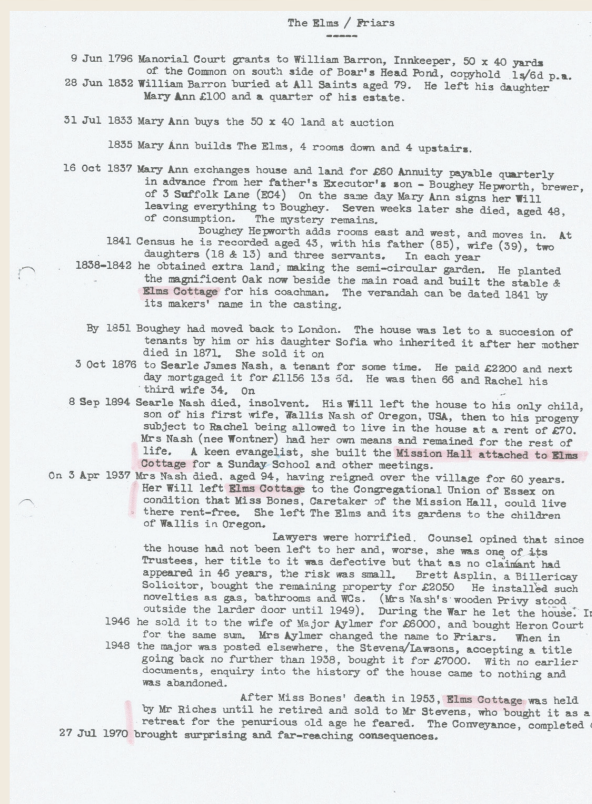 The Elms / Friars
-----
9 Jun 1796 Manorial Court grants to William Barron, Innkeeper, 50 x 40 yards
of the Common on south side of Boar's Head Pond, copyhold 1s/6d p.a.
28 Jun 1832 William Barron buried at All Saints aged 79. He left his daughter
Mary Ann £100 and a quarter of his estate.
31 Jul 1833 Mary Ann buys the 50 x 40 land at auction
1835 Mary Ann builds The Elms, 4 rooms down and 4 upstairs.
16 Oct 1837 Mary Ann exchanges house and land for £60 Annuity payable quarterly
in advance from her father's Executor's son - Boughey Hepworth, brewer,
of 3 Suffolk Lane (EC4) On the same day Mary Ann signs her Will
leaving everything to Boughey. Seven weeks later she died, aged 48,
of consumption. The mystery remains.
Boughey Hepworth adds rooms east and west, and moves in. At
1841 Census he is recorded aged 43, with his father (85), wife (39), two
daughters (18 & 13) and three servants. In each year
1838-1842 he obtained extra land, making the semi-circular garden. He planted
the magnificent Oak now beside the main road and built the stable &
Elms Cottage for his coachman. The verandah can be dated 1841 by
its makers' name in the casting.
By 1851 Boughey had moved back to London. The house was let to a succesion of
tenants by him or his daughter Sofia who inherited it after her mother
died in 1871. She sold it on
3 Oct 1876 to Searle James Nash, a tenant for some time. He paid £2200 and next
day mortgaged it for £1156 13s 6d. He was then 66 and Rachel his
third wife 34. On
8 Sep 1894 Searle Nash died, insolvent. His Will left the house to his only child,
son of his first wife, Wallis Nash of Oregon, USA, then to his progeny
subject to Rachel being allowed to live in the house at a rent of £70.
Mrs Nash (nee Wontner) had her own means and remained for the rest of
life. A keen evangelist, she built the Mission Hall attached to Elms
Cottage for a Sunday School and other meetings.
On 3 Apr 1937 Mrs Nash died, aged 94, having reigned over the village for 60 years.
Her Will left Elms Cottage to the Congregational Union of Essex on
condition that Miss Bones, Caretaker of the Mission Hall, could live
there rent-free. She left The Elms and its gardens to the children
of Wallis in Oregon.
Lawyers were horrified. Counsel opined that since
the house had not been left to her and, worse, she was one of its
Trustees, her title to it was defective but that as no claimant had
appeared in 46 years, the risk was small. Brett Asplin, a Billericay
Solicitor, bought the remaining property for £2050 He installed such
novelties as gas, bathrooms and WCs. (Mrs Nash's wooden Privy stood
outside the larder door until 1949). During the War he let the house. In
1946 he sold it to the wife of Major Aylmer for £6000, and bought Heron Court
for the same sum. Mrs Aylmer changed the name to Friars. When in
1948 the major was posted elsewhere, the Stevens/Lawsons, accepting a title
going back no further than 1938, bought it for £7000. With no earlier
documents, enquiry into the history of the house came to nothing and
was abandoned.
After Miss Bones' death in 1953, Elms Cottage was held
by Mr Riches until he retired and sold to Mr Stevens, who bought it as a
retreat for the penurious old age he feared. The Conveyance, completed
27 Jul 1970 brought surprising and far-reaching consequences.